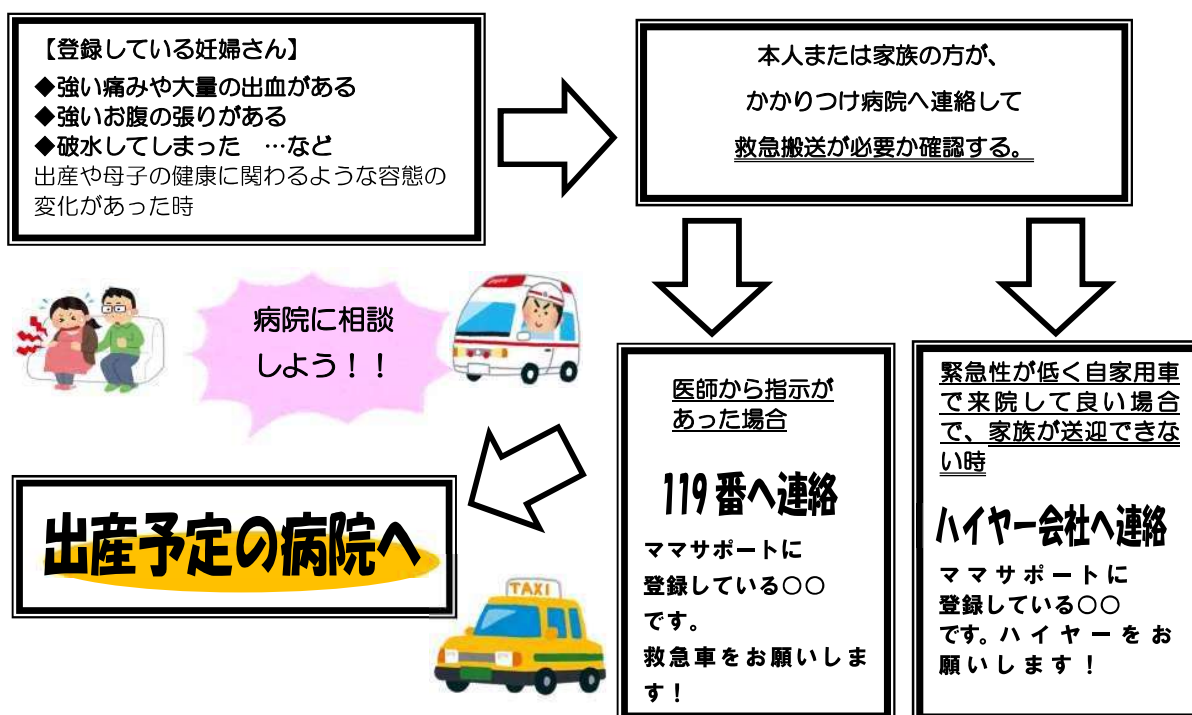 【登録している妊婦さん】
◆強い痛みや大量の出血がある
◆強いお腹の張りがある
◆破水してしまった …など
出産や母子の健康に関わるような容態の
変化があった時
本人または家族の方が、
かかりつけ病院へ連絡して
救急搬送が必要か確認する。
病院に相談
しよう！！
医師から指示が
あった場合
119番へ連絡
ママサポートに
登録している〇〇
です。
救急車をお願いしま
す！
緊急性が低く自家用車
で来院して良い場合
で、家族が送迎できな
い時
ハイヤー会社へ連絡
ママサポートに
登録している〇〇
です。ハイヤーをお
願いします！
出産予定の病院へ
TAXI